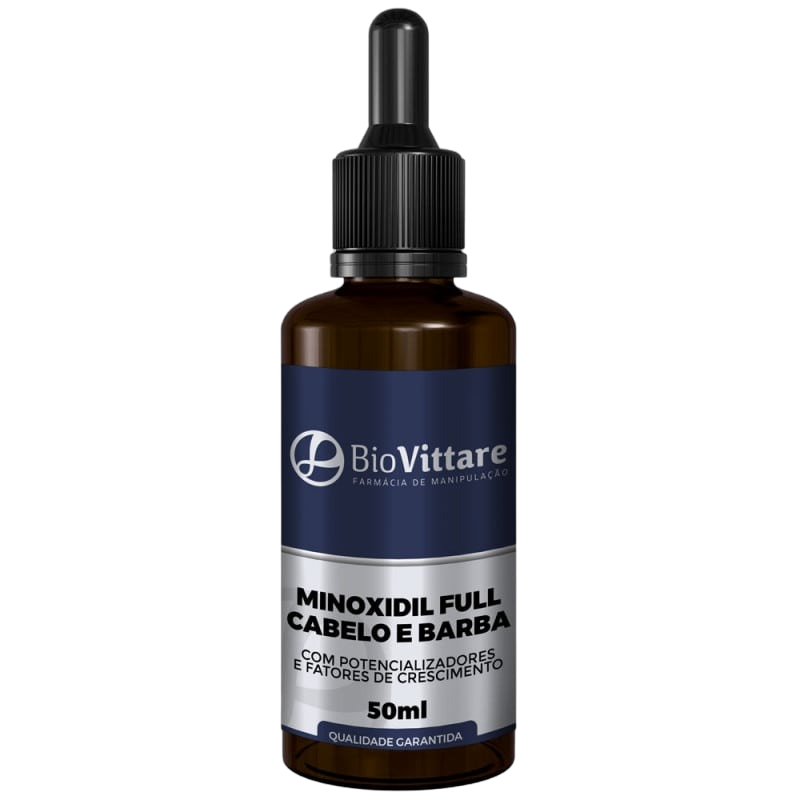 BioVittare
FARMÁCIA DE MANIPULAÇÃO
MINOXIDIL FULL
CABELO E BARBA
COM POTENCIALIZADORES
E FATORES DE CRESCIMENTO
50ml
QUALIDADE GARANTIDA